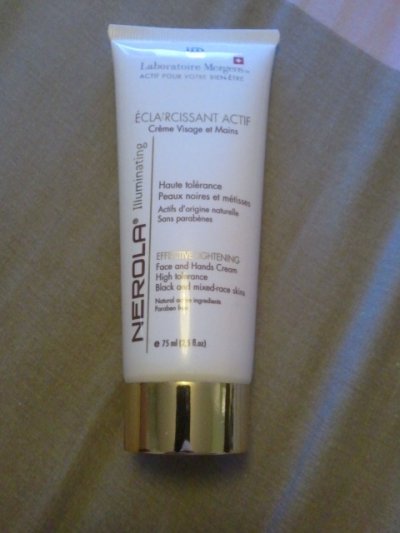 Laboratoire Morgens
ACTIF POUR VOTRE BIEN-ÊTRE
ÉCLAIRCISSANT ACTIF
Crème Visage et Mains
Haute tolérance
Peaux noires et métisses
Actifs d'origine naturelle
Sans parabènes
EFFECTIVE LIGHTENING
Face and Hands Cream
High tolerance
Black and mixed-race skins
Natural active ingredients
Paraben free
NEROLA® Illuminating
e 75 ml (2,5 fl.oz)